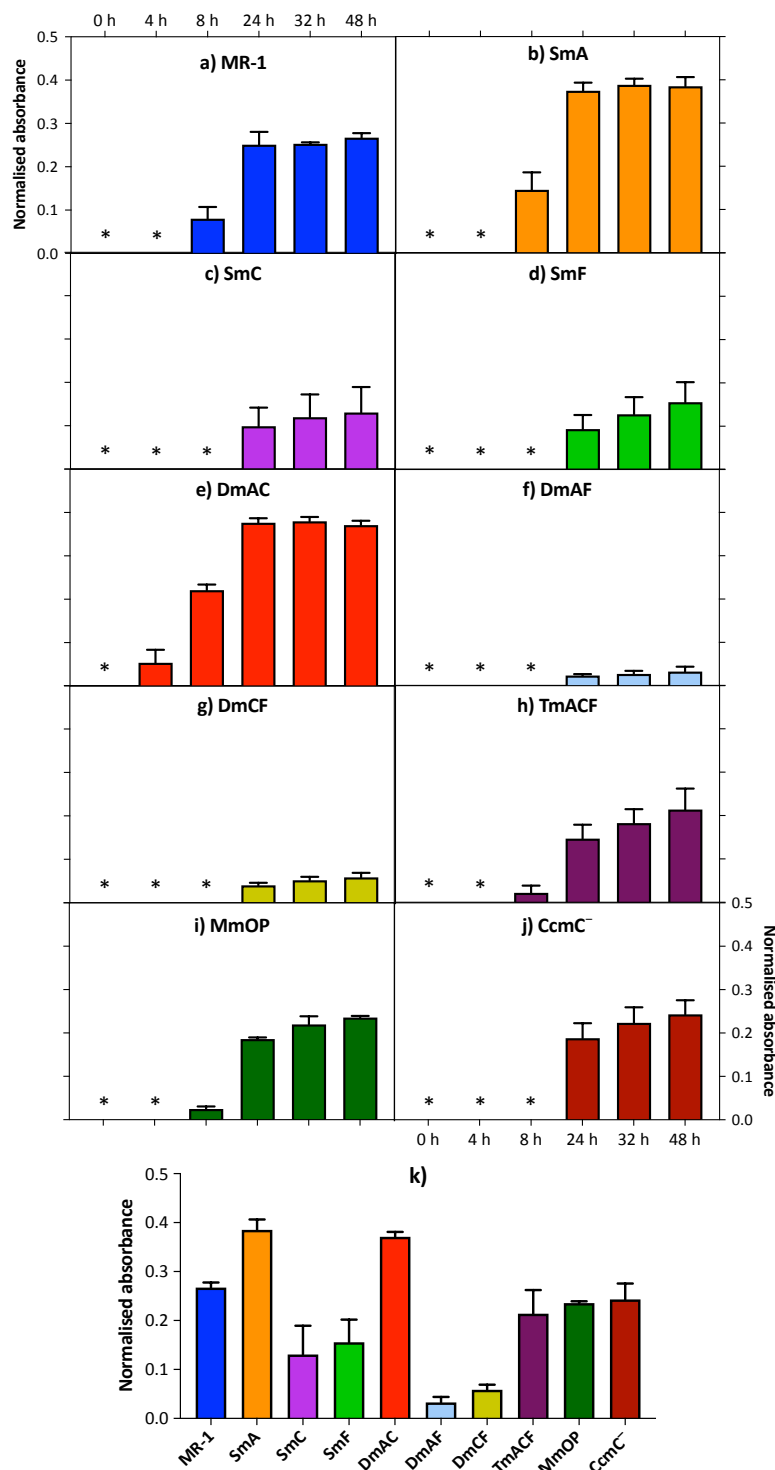 0 h 4 h 8 h 24 h 32 h 48 h
0.5
0.4
0.3
0.2
0.1
0.0
Normalised absorbance
a) MR-1
b) SmA
* * * *
c) SmC
d) SmF
* * * * * *
e) DmAC
f) DmAF
* * * *
g) DmCF
h) TmACF
* * * * *
i) MmOP
j) CcmC⁻
* * * * *
0.5
0.4
0.3
0.2
0.1
0.0
Normalised absorbance
0 h 4 h 8 h 24 h 32 h 48 h
k)
Normalised absorbance
0.5
0.4
0.3
0.2
0.1
0.0
MR-1 SmA SmC SmF DmAC DmAF DmCF TmACF MmOP CcmC⁻